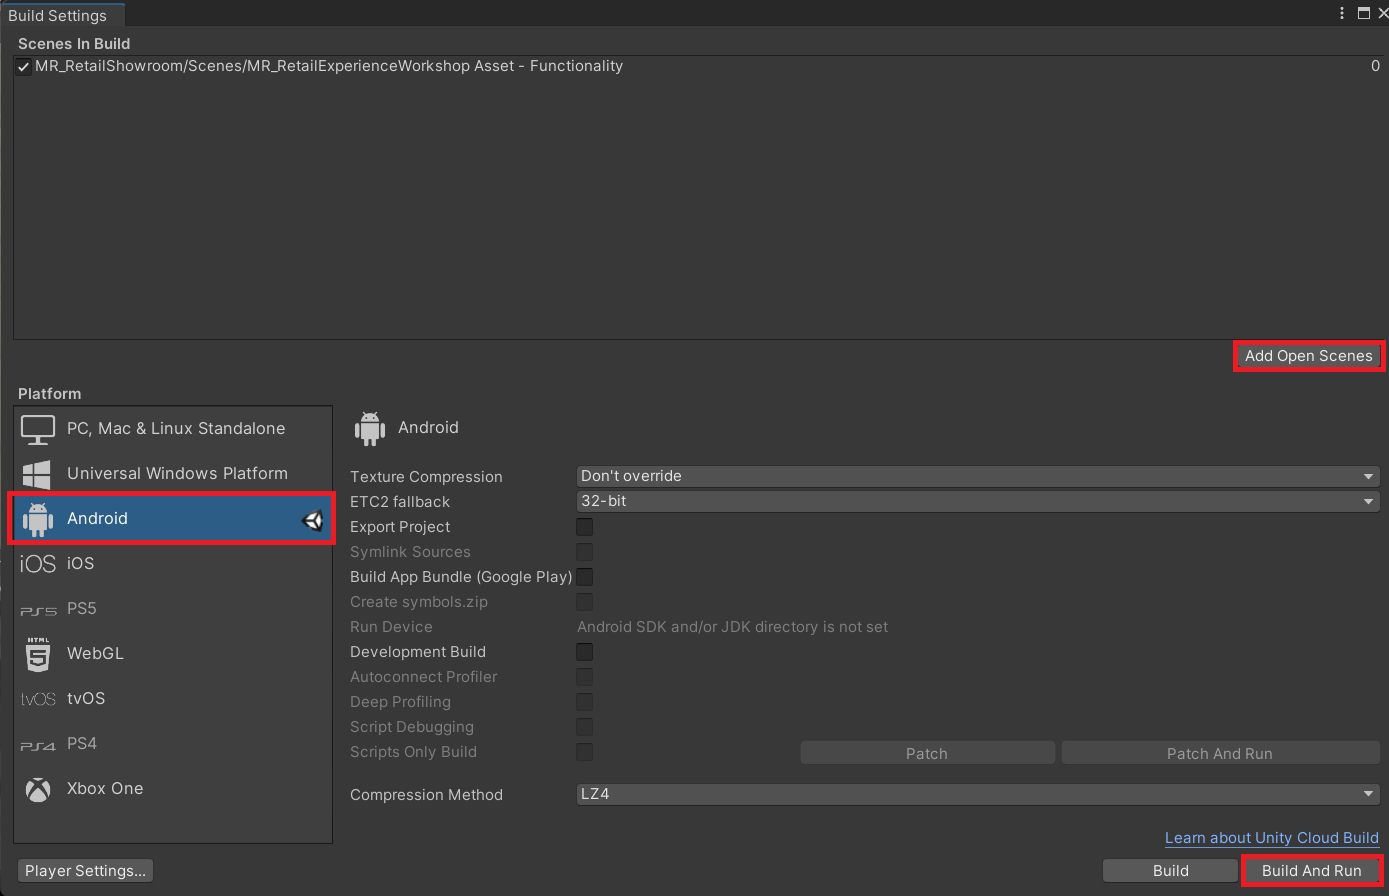 Build Settings
Scenes In Build
MR_RetailShowroom/Scenes/MR_RetailExperienceWorkshop Asset - Functionality 0
Add Open Scenes
Platform
PC, Mac & Linux Standalone
Universal Windows Platform
Android
iOS iOS
PS5 PS5
HTML 5 WebGL
tvOS tvOS
PS4 PS4
Xbox One
Android
Texture Compression Don't override
ETC2 fallback 32-bit
Export Project
Symlink Sources
Build App Bundle (Google Play)
Create symbols.zip
Run Device Android SDK and/or JDK directory is not set
Development Build
Autoconnect Profiler
Deep Profiling
Script Debugging
Scripts Only Build Patch Patch And Run
Compression Method LZ4
Learn about Unity Cloud Build
Player Settings... Build Build And Run